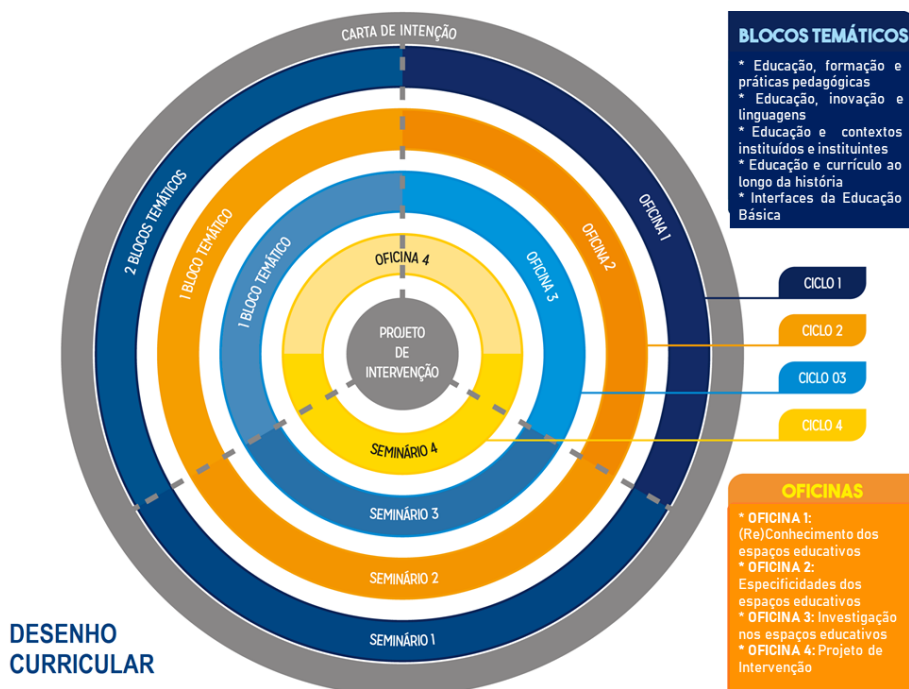 CARTA DE INTENÇÃO
2 BLOCOS TEMÁTICOS
OFICINA 1
SEMINÁRIO 1
1 BLOCO TEMÁTICO
OFICINA 2
SEMINÁRIO 2
1 BLOCO TEMÁTICO
OFICINA 3
SEMINÁRIO 3
OFICINA 4
SEMINÁRIO 4
PROJETO
DE
INTERVENÇÃO
BLOCOS TEMÁTICOS
* Educação, formação e
práticas pedagógicas
* Educação, inovação e
linguagens
* Educação e contextos
instituídos e instituintes
* Educação e currículo ao
longo da história
* Interfaces da Educação
Básica
CICLO 1
CICLO 2
CICLO 03
CICLO 4
OFICINAS
* OFICINA 1:
(Re)Conhecimento dos
espaços educativos
* OFICINA 2:
Especificidades dos
espaços educativos
* OFICINA 3: Investigação
nos espaços educativos
* OFICINA 4: Projeto de
Intervenção
DESENHO
CURRICULAR